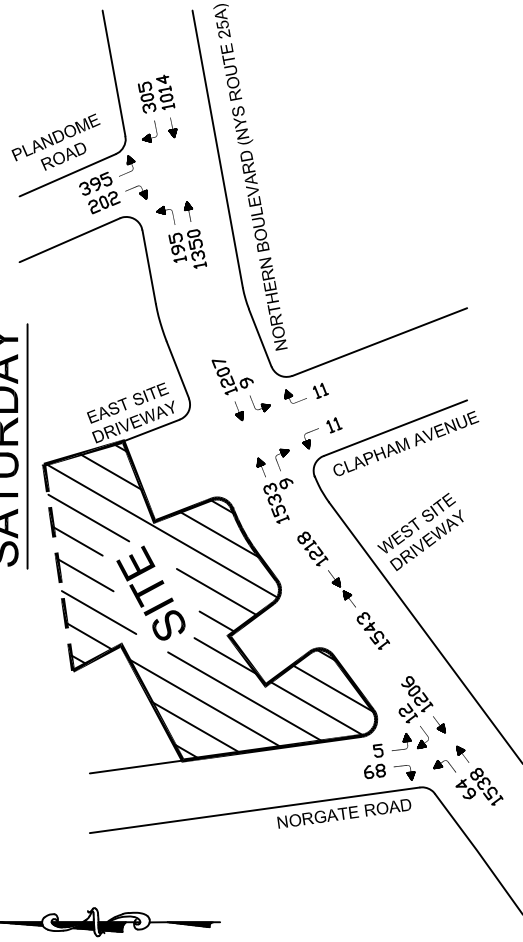 SATURDAY
PLANDOME
ROAD
NORTHERN BOULEVARD (NYS ROUTE 25A)
305
1014
395
202
195
1350
EAST SITE
DRIVEWAY
1207
9
11
11
CLAPHAM AVENUE
1533
9
1218
1543
WEST SITE
DRIVEWAY
SITE
12
1206
5
68
64
1538
NORGATE ROAD